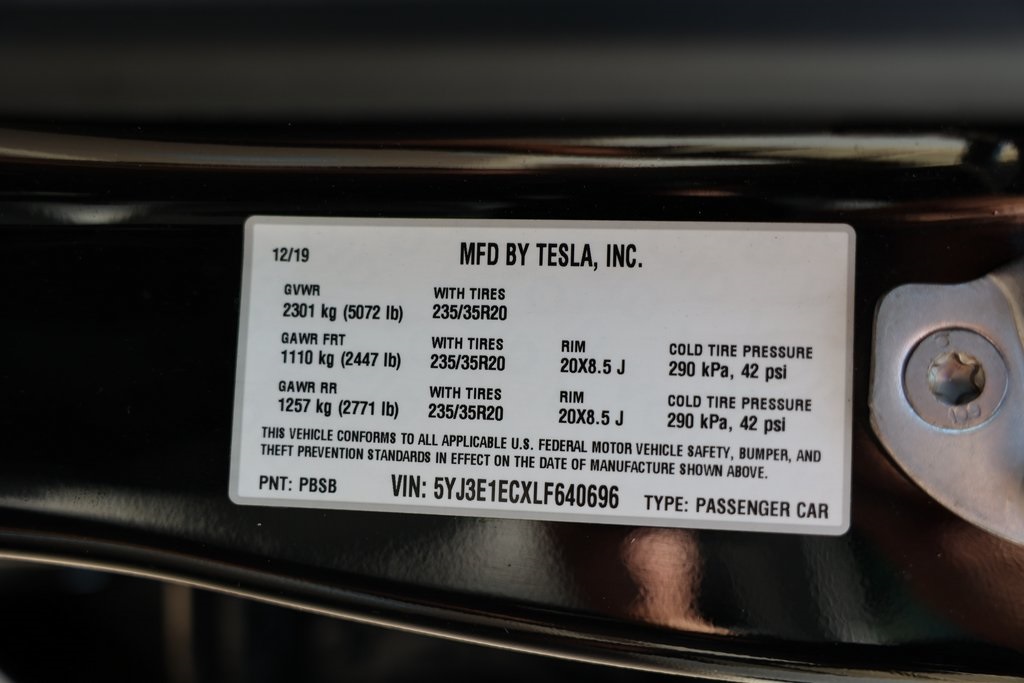 12/19 MFD BY TESLA, INC.
GVWR WITH TIRES
2301 kg (5072 lb) 235/35R20
GAWR FRT WITH TIRES RIM COLD TIRE PRESSURE
1110 kg (2447 lb) 235/35R20 20X8.5 J 290 kPa, 42 psi
GAWR RR WITH TIRES RIM COLD TIRE PRESSURE
1257 kg (2771 lb) 235/35R20 20X8.5 J 290 kPa, 42 psi
THIS VEHICLE CONFORMS TO ALL APPLICABLE U.S. FEDERAL MOTOR VEHICLE SAFETY, BUMPER, AND
THEFT PREVENTION STANDARDS IN EFFECT ON THE DATE OF MANUFACTURE SHOWN ABOVE.
PNT: PBSB VIN: 5YJ3E1ECXLF640696 TYPE: PASSENGER CAR